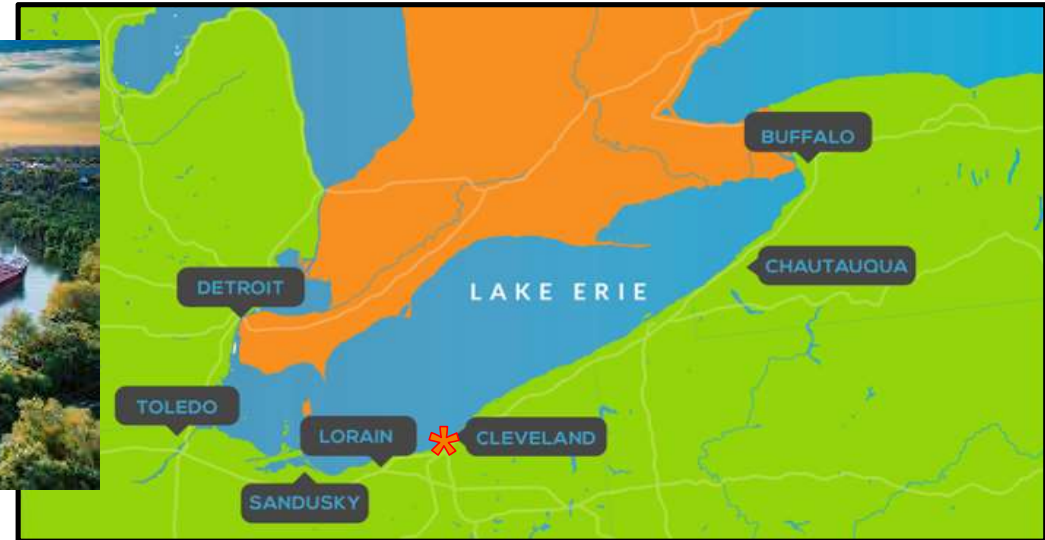 BUFFALO
CHAUTAUQUA
DETROIT
LAKE ERIE
TOLEDO
LORAIN
CLEVELAND
SANDUSKY